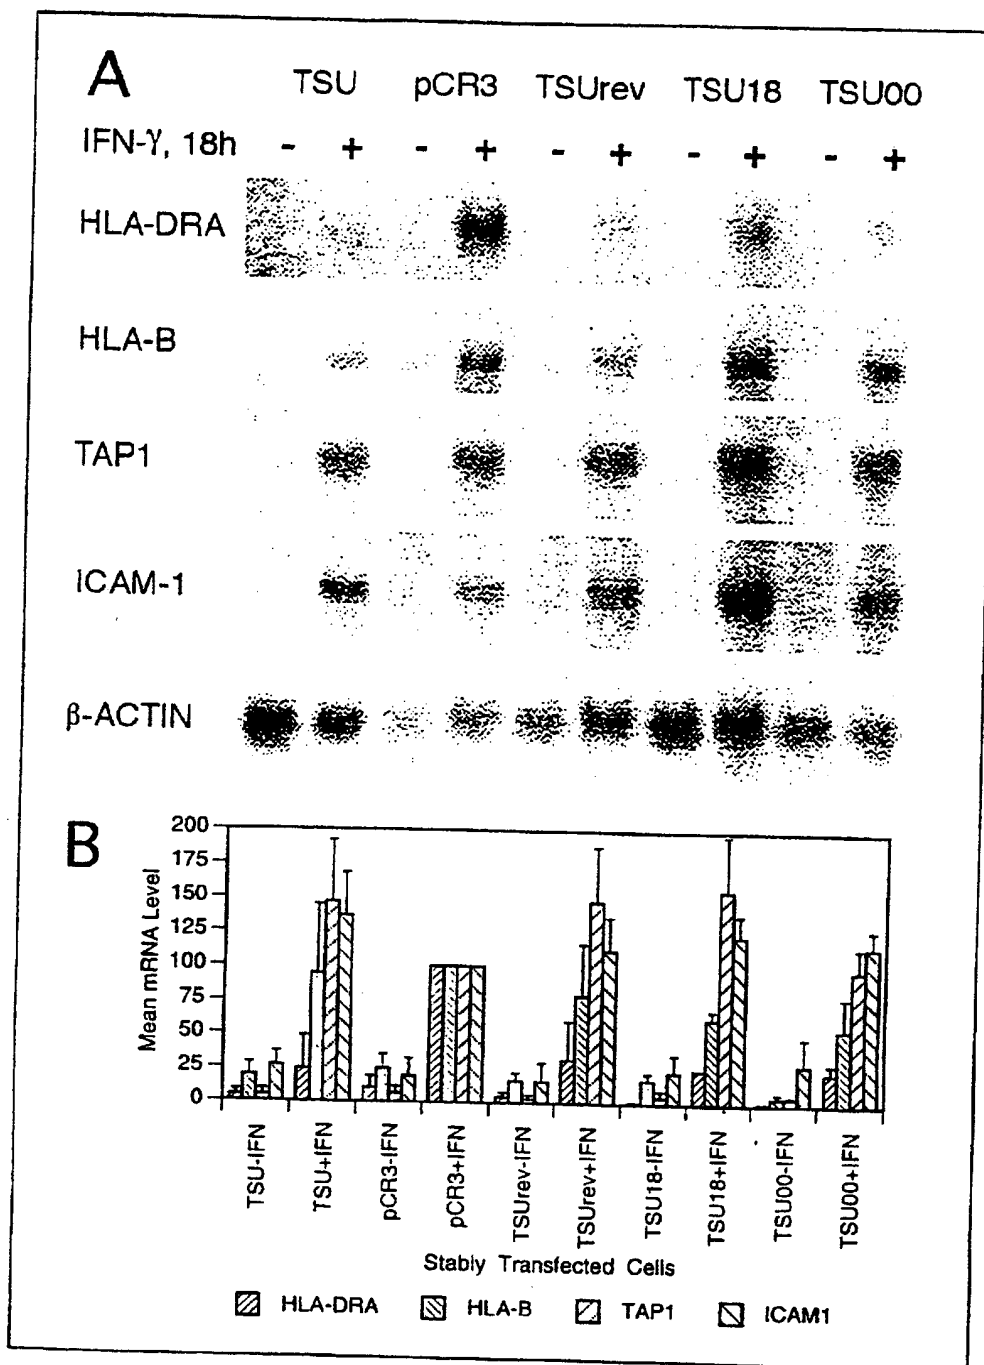 A
TSU pCR3 TSUrev TSU18 TSU00
IFN-γ, 18h - + - + - + - + - +
HLA-DRA
HLA-B
TAP1
ICAM-1
β-ACTIN
B
Mean mRNA Level
200
175
150
125
100
75
50
25
0
TSU-IFN
TSU+IFN
pCR3-IFN
pCR3+IFN
TSUrev-IFN
TSUrev+IFN
TSU18-IFN
TSU18+IFN
TSU00-IFN
TSU00+IFN
Stably Transfected Cells
HLA-DRA HLA-B TAP1 ICAM1